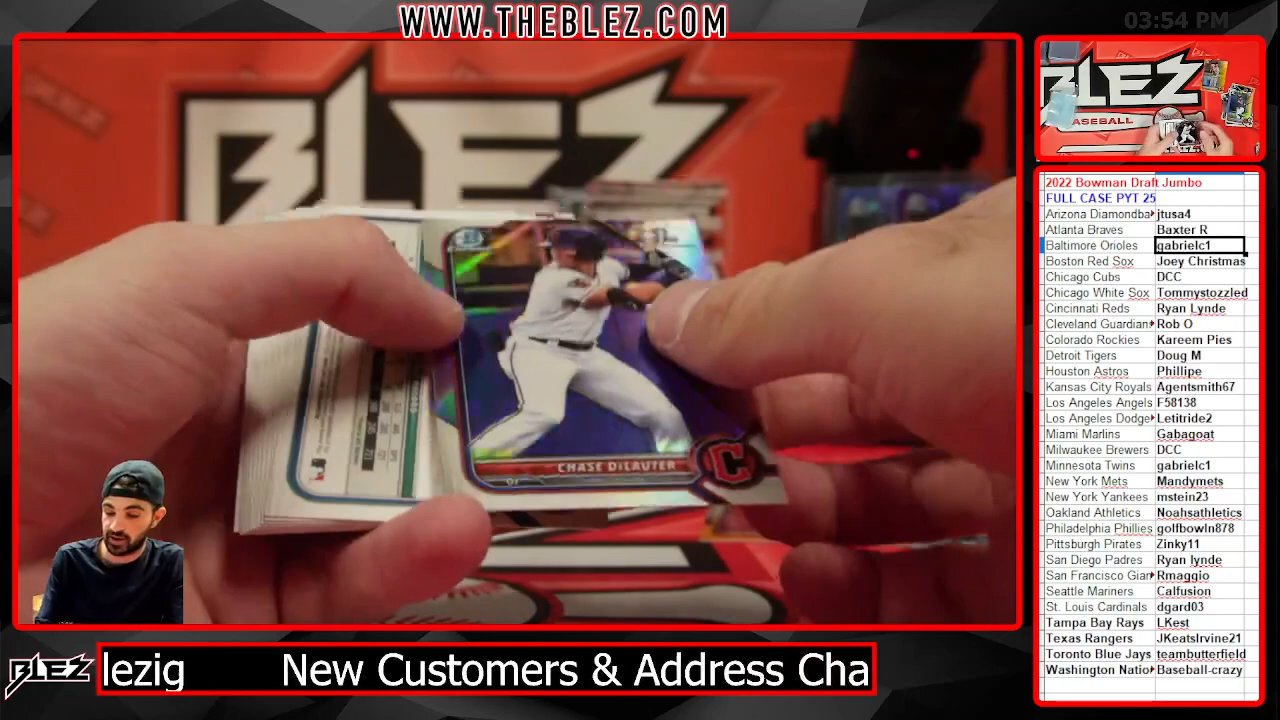 WWW.THEBLEZ.COM
03:54 PM
BLEZ
BLEZ
BASEBALL
CHASE DELAUTER
OF
C
2022 Bowman Draft Jumbo
FULL CASE PYT 25
Arizona Diamondba jtusa4
Atlanta Braves Baxter R
Baltimore Orioles gabrielc1
Boston Red Sox Joey Christmas
Chicago Cubs DCC
Chicago White Sox Tommystozzled
Cincinnati Reds Ryan Lynde
Cleveland Guardian Rob O
Colorado Rockies Kareem Pies
Detroit Tigers Doug M
Houston Astros Phillipe
Kansas City Royals Agentsmith67
Los Angeles Angels F58138
Los Angeles Dodge Letitride2
Miami Marlins Gabagoat
Milwaukee Brewers DCC
Minnesota Twins gabrielc1
New York Mets Mandymets
New York Yankees mstein23
Oakland Athletics Noahsathletics
Philadelphia Phillies golfbowln878
Pittsburgh Pirates Zinky11
San Diego Padres Ryan lynde
San Francisco Gian Rmaggio
Seattle Mariners Calfusion
St. Louis Cardinals dgard03
Tampa Bay Rays LKest
Texas Rangers JKeatsIrvine21
Toronto Blue Jays teambutterfield
Washington Natio Baseball-crazy
BLEZ
lezig New Customers & Address Cha